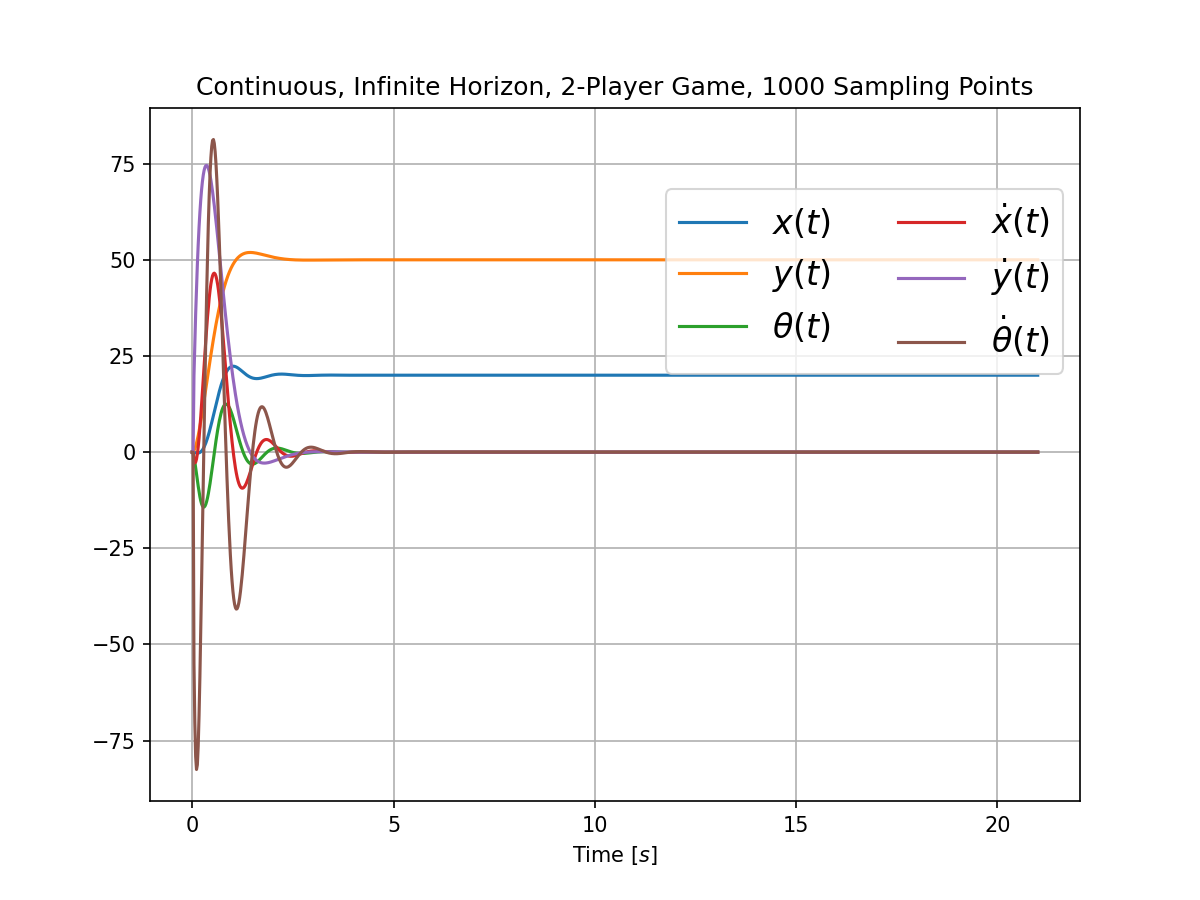 Continuous, Infinite Horizon, 2-Player Game, 1000 Sampling Points
75
50
25
0
−25
−50
−75
x(t)
y(t)
θ(t)
ẋ(t)
ẏ(t)
θ̇(t)
0 5 10 15 20
Time [s]